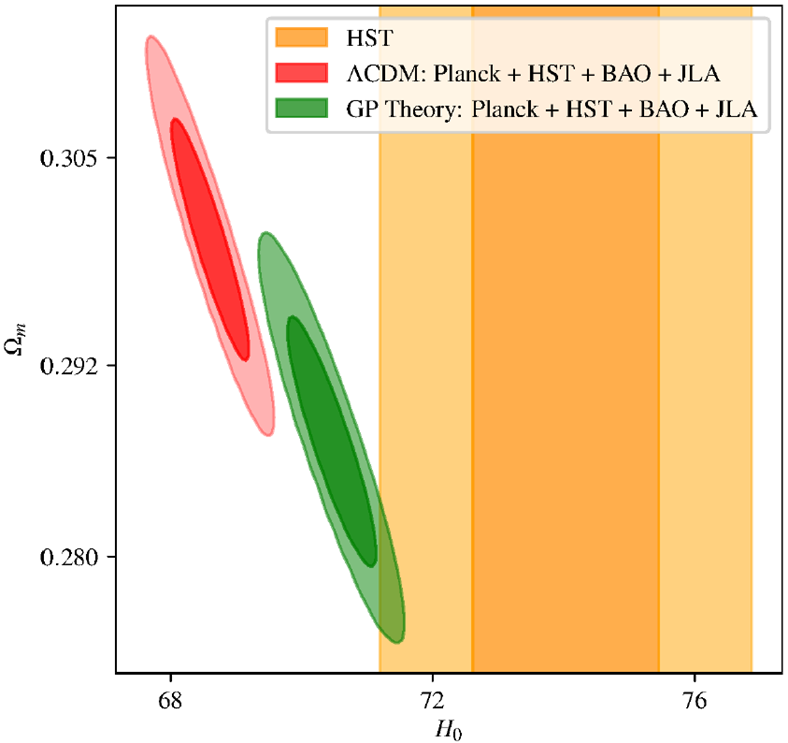 HST
ΛCDM: Planck + HST + BAO + JLA
GP Theory: Planck + HST + BAO + JLA
0.305
0.292
0.280
Ωm
68
72
76
H0